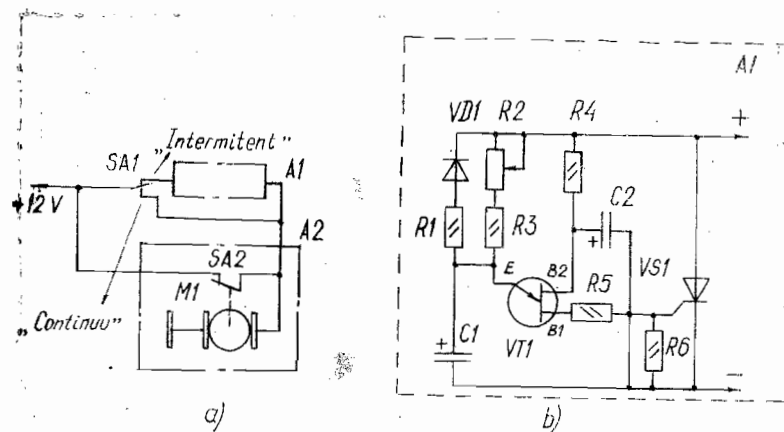 SA1
„Intermitent”
A1
12 V
A2
SA2
M1
„Continuu”
a)
A1
VD1
R2
R4
+
C2
R1
R3
+
VS1
E
B2
R5
C1
+
B1
VT1
R6
-
b)